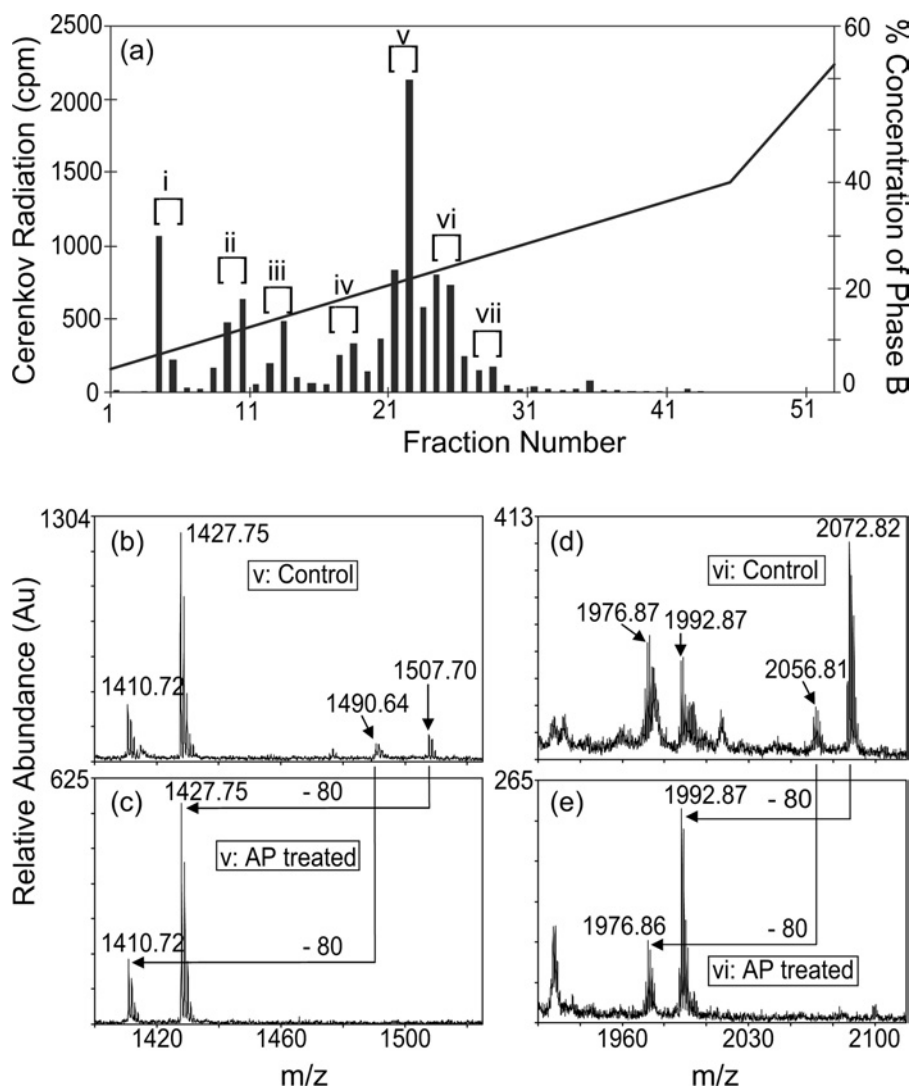 (a)
Cerenkov Radiation (cpm)
2500
2000
1500
1000
500
0
i
ii
iii
iv
v
vi
vii
60
40
20
0
% Concentration of Phase B
1 11 21 31 41 51
Fraction Number
Relative Abundance (Au)
1304
(b)
1427.75
v: Control
1410.72
1490.64
1507.70
625
(c)
1427.75
- 80
v: AP treated
1410.72
- 80
1420 1460 1500
m/z
413
(d)
2072.82
vi: Control
1976.87
1992.87
2056.81
265
(e)
1992.87
- 80
1976.86
- 80
vi: AP treated
1960 2030 2100
m/z